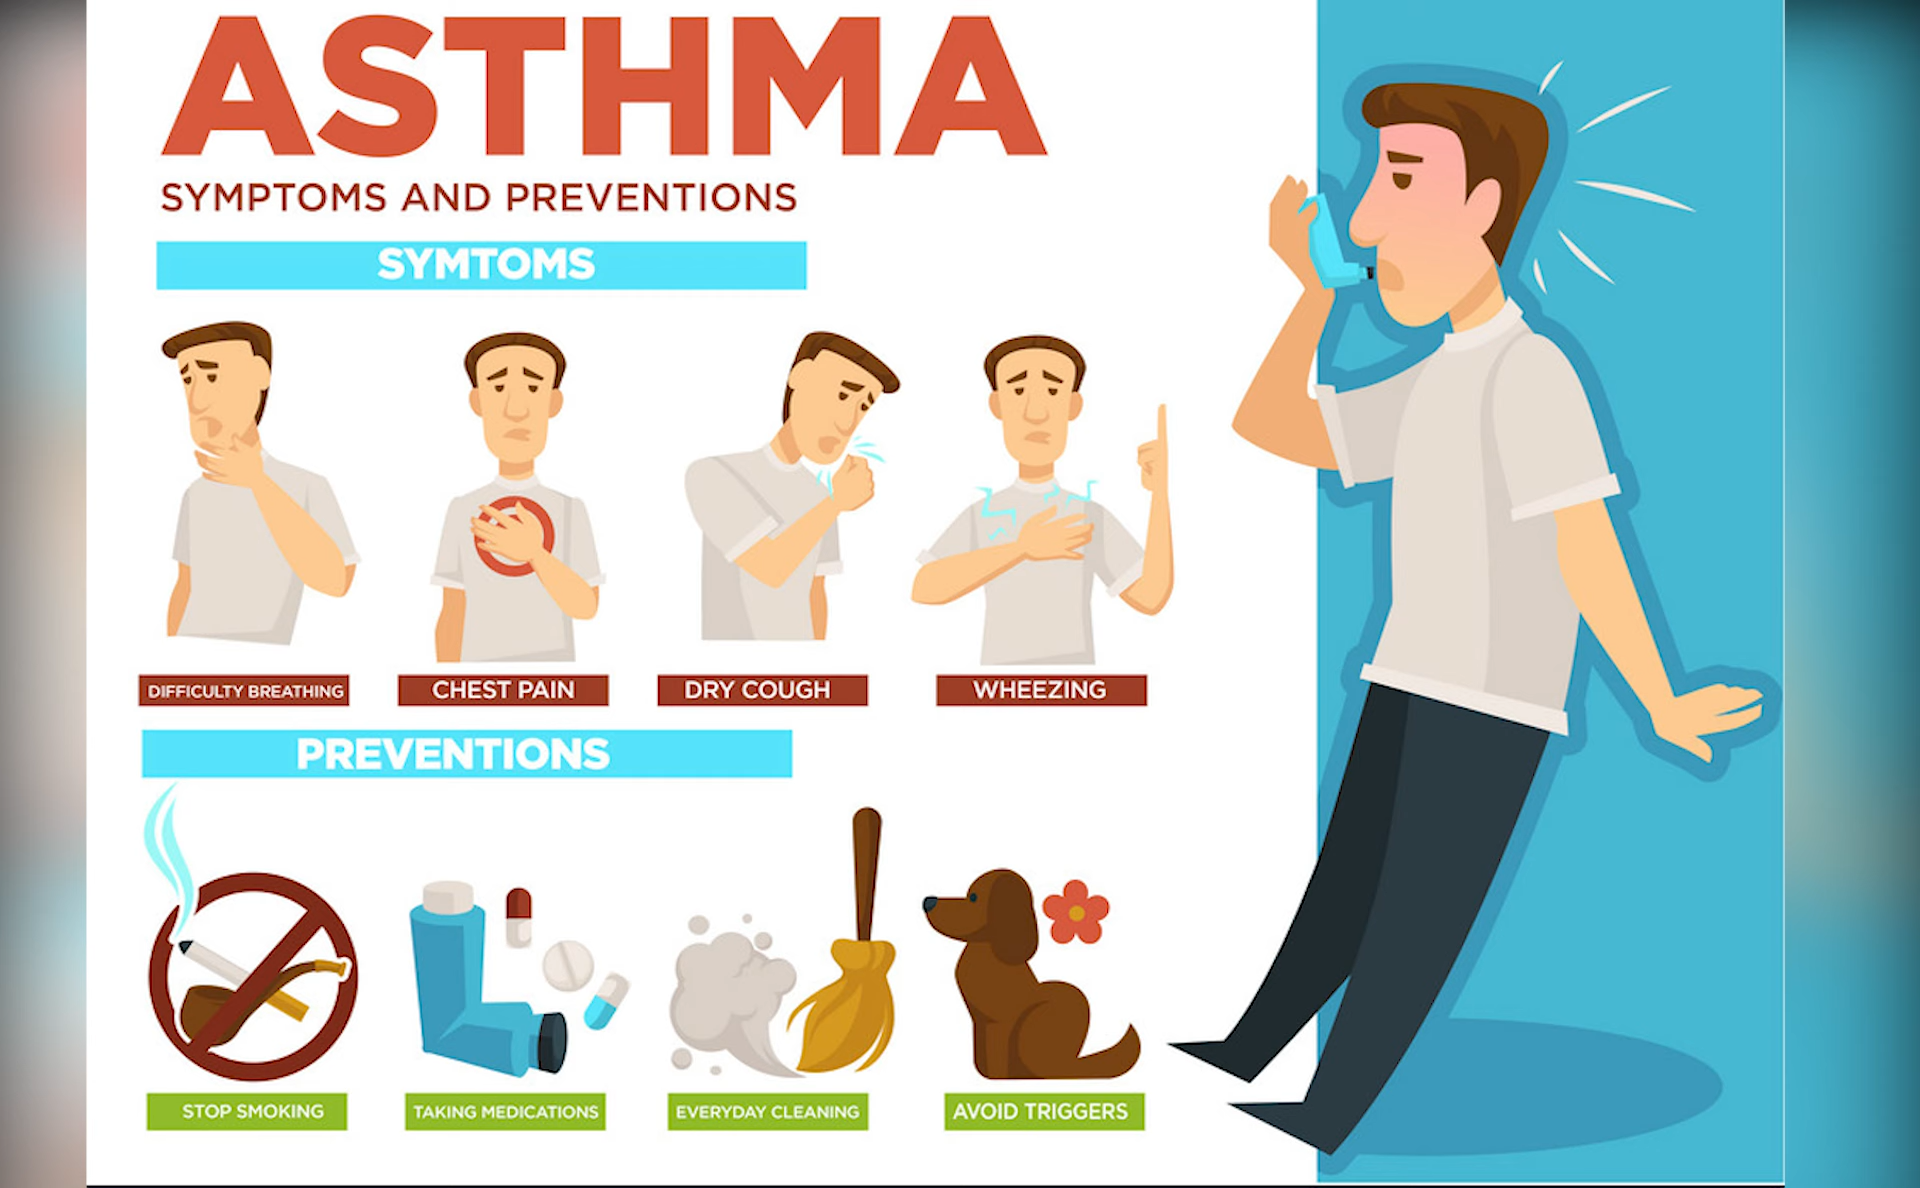 ASTHMA
SYMPTOMS AND PREVENTIONS
SYMTOMS
DIFFICULTY BREATHING
CHEST PAIN
DRY COUGH
WHEEZING
PREVENTIONS
STOP SMOKING
TAKING MEDICATIONS
EVERYDAY CLEANING
AVOID TRIGGERS